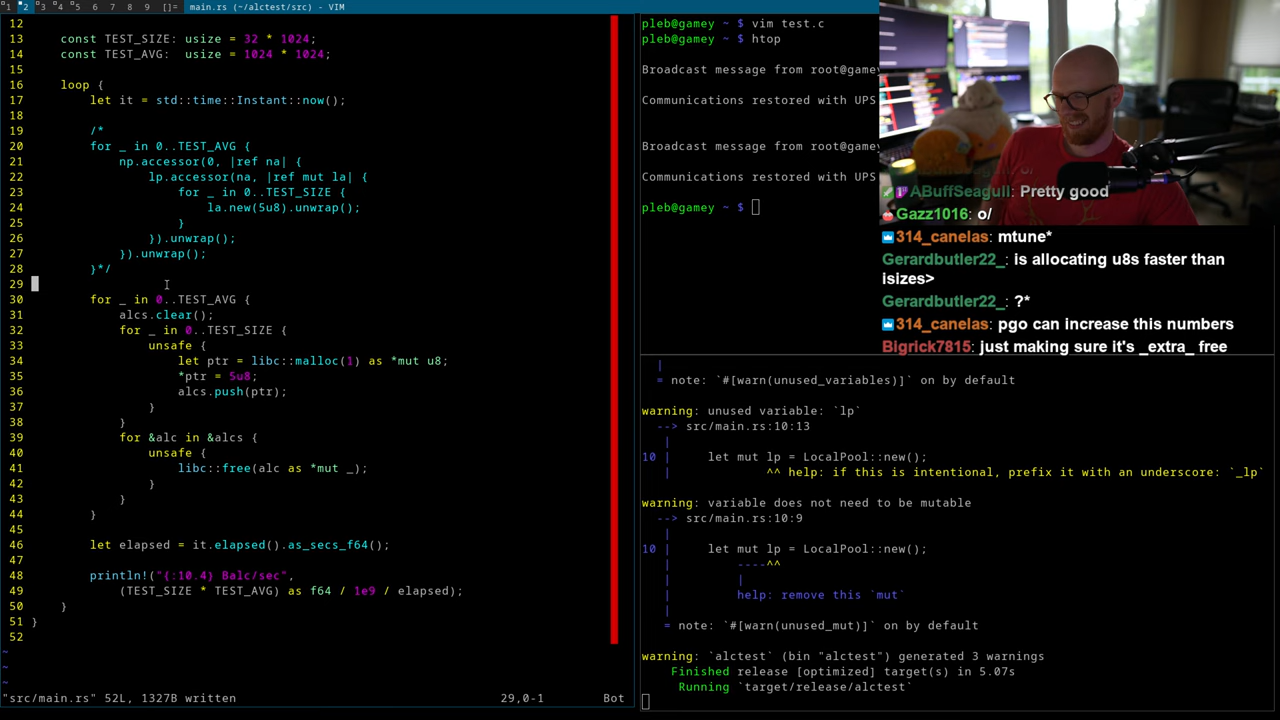 1 2 3 4 5 6 7 8 9 []= main.rs (~/alctest/src) - VIM
12
13 const TEST_SIZE: usize = 32 * 1024;
14 const TEST_AVG: usize = 1024 * 1024;
15
16 loop {
17 let it = std::time::Instant::now();
18
19 /*
20 for _ in 0..TEST_AVG {
21 np.accessor(0, |ref na| {
22 lp.accessor(na, |ref mut la| {
23 for _ in 0..TEST_SIZE {
24 la.new(5u8).unwrap();
25 }
26 }).unwrap();
27 }).unwrap();
28 }*/
29
30 for _ in 0..TEST_AVG {
31 alcs.clear();
32 for _ in 0..TEST_SIZE {
33 unsafe {
34 let ptr = libc::malloc(1) as *mut u8;
35 *ptr = 5u8;
36 alcs.push(ptr);
37 }
38 }
39 for &alc in &alcs {
40 unsafe {
41 libc::free(alc as *mut _);
42 }
43 }
44 }
45
46 let elapsed = it.elapsed().as_secs_f64();
47
48 println!("{:10.4} Balc/sec",
49 (TEST_SIZE * TEST_AVG) as f64 / 1e9 / elapsed);
50 }
51 }
52
~
~
~
"src/main.rs" 52L, 1327B written 29,0-1 Bot
pleb@gamey ~ $ vim test.c
pleb@gamey ~ $ htop
Broadcast message from root@game
Communications restored with UPS
Broadcast message from root@game
Communications restored with UPS
pleb@gamey ~ $
ABuffSeagull: Pretty good
Gazz1016: o/
314_canelas: mtune*
Gerardbutler22_: is allocating u8s faster than
isizes>
Gerardbutler22_: ?*
314_canelas: pgo can increase this numbers
Bigrick7815: just making sure it's _extra_ free
|
= note: `#[warn(unused_variables)]` on by default
warning: unused variable: `lp`
--> src/main.rs:10:13
|
10 | let mut lp = LocalPool::new();
| ^^ help: if this is intentional, prefix it with an underscore: `_lp`
warning: variable does not need to be mutable
--> src/main.rs:10:9
|
10 | let mut lp = LocalPool::new();
| ----^^
| |
| help: remove this `mut`
|
= note: `#[warn(unused_mut)]` on by default
warning: `alctest` (bin "alctest") generated 3 warnings
Finished release [optimized] target(s) in 5.07s
Running `target/release/alctest`